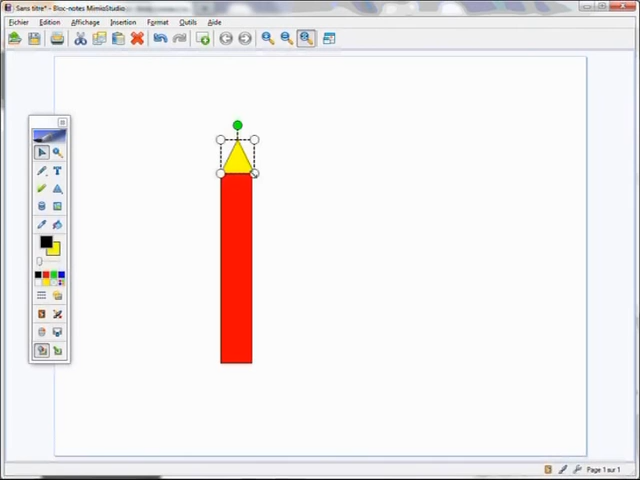 Sans titre* - Bloc-notes MimioStudio
Fichier Edition Affichage Insertion Format Outils Aide
T
Page 1 sur 1